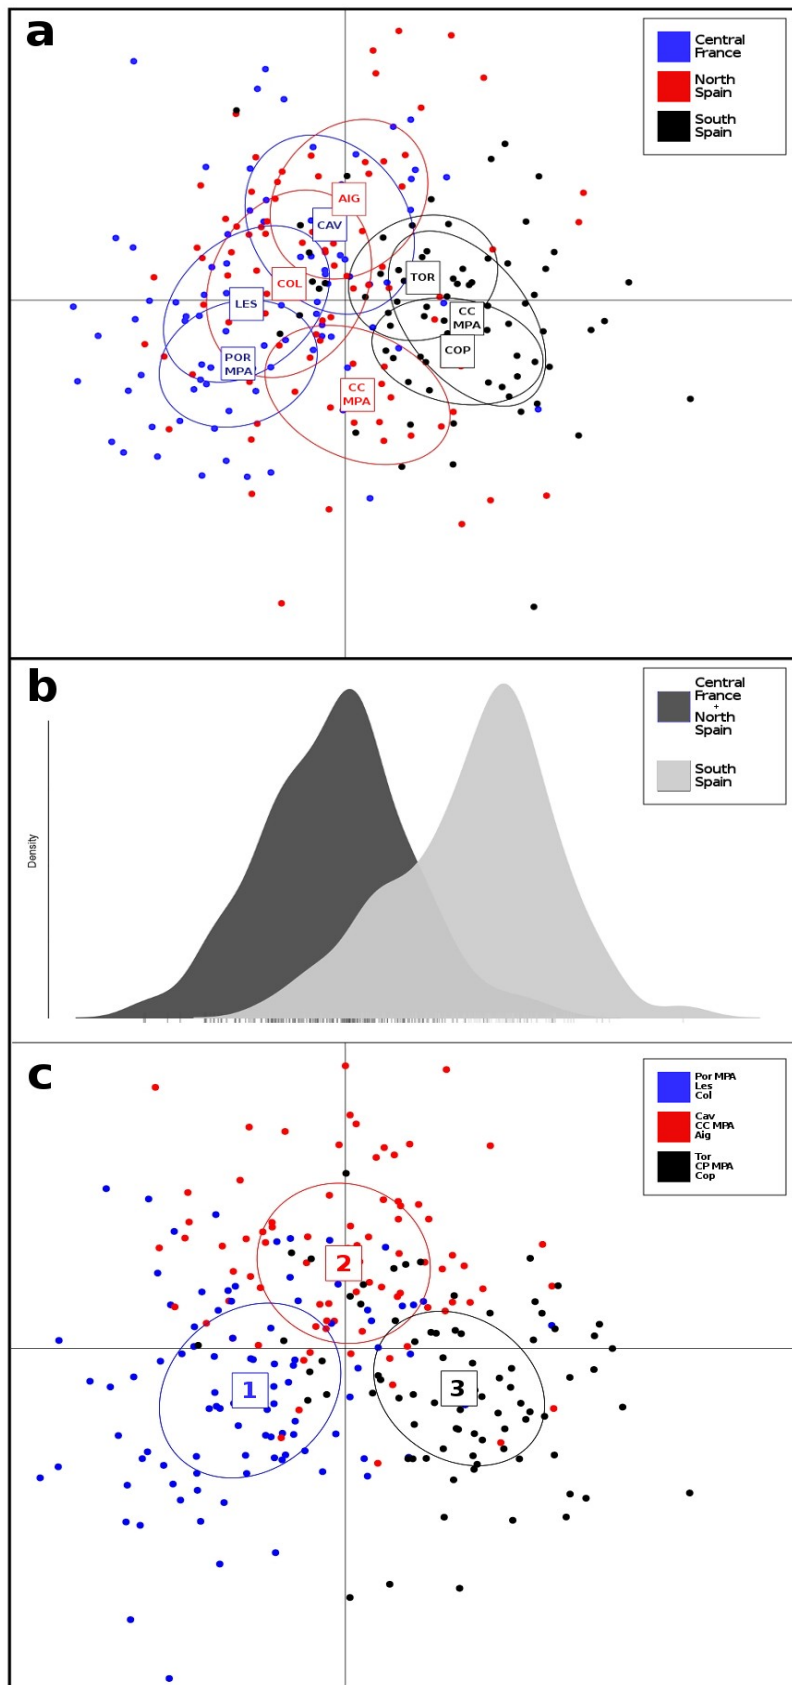 a
Central
France
North
Spain
South
Spain
AIG
CAV
COL
TOR
LES
CC
MPA
COP
POR
MPA
CC
MPA
b
Central
France
+
North
Spain
South
Spain
Density
c
Por MPA
Les
Col
Cav
CC MPA
Aig
Tor
CP MPA
Cop
2
1
3